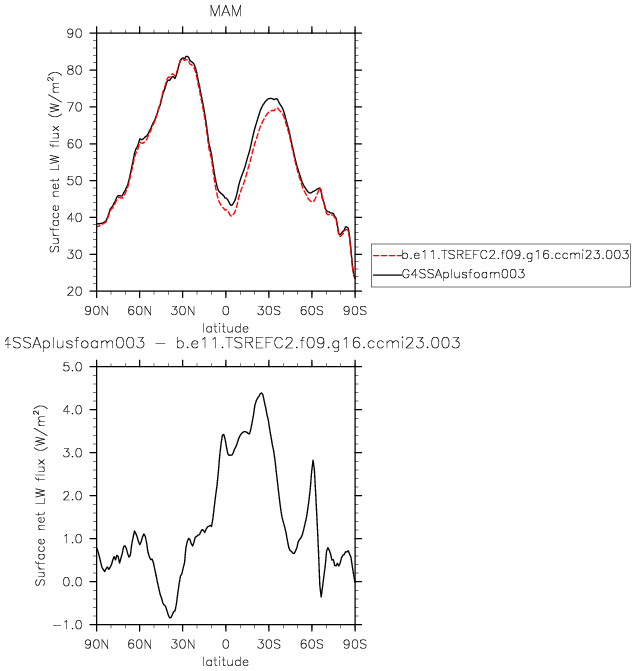 MAM
Surface net LW flux (W/m²)
90
80
70
60
50
40
30
20
90N 60N 30N 0 30S 60S 90S
latitude
b.e11.TSREFC2.f09.g16.ccmi23.003
G4SSAplusfoam003
4SSAplusfoam003 − b.e11.TSREFC2.f09.g16.ccmi23.003
Surface net LW flux (W/m²)
5.0
4.0
3.0
2.0
1.0
0.0
−1.0
90N 60N 30N 0 30S 60S 90S
latitude